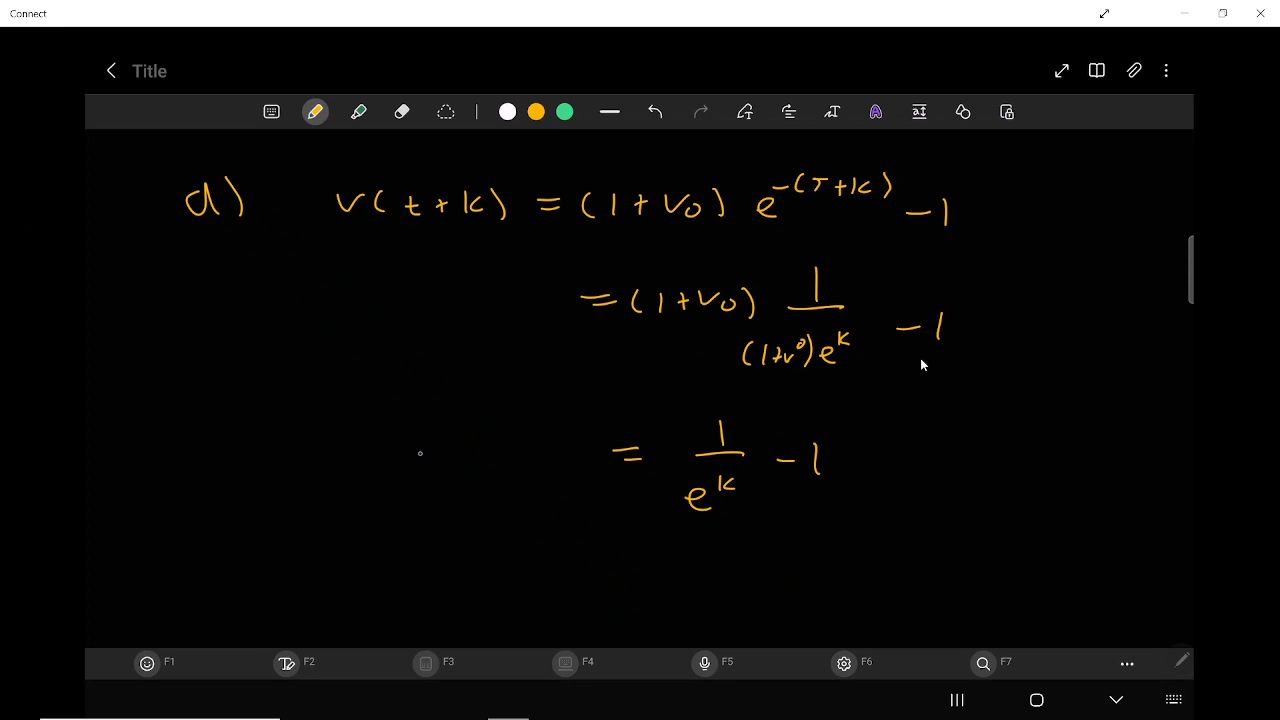 Connect
Title
d) v(t+k) = (1+v0) e^-(T+k) -1
= (1+v0) 1/((1+v0)e^k) -1
= 1/e^k -1
F1 F2 F3 F4 F5 F6 F7